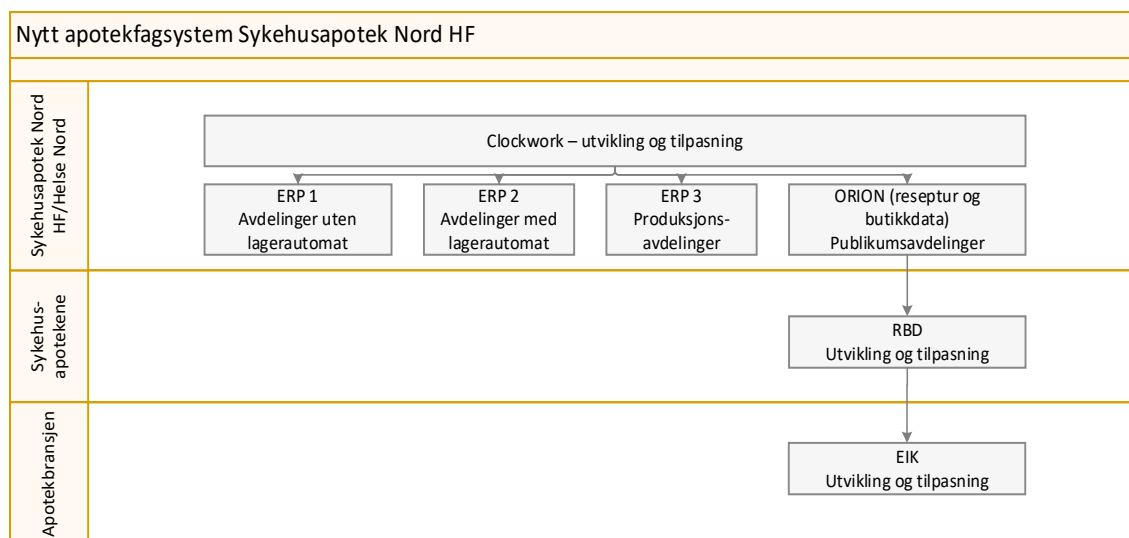 Nytt apotekfagsystem Sykehusapotek Nord HF
Sykehusapotek Nord
HF/Helse Nord
Clockwork – utvikling og tilpasning
ERP 1
Avdelinger uten
lagerautomat
ERP 2
Avdelinger med
lagerautomat
ERP 3
Produksjons-
avdelinger
ORION (reseptur og
butikkdata)
Publikumsavdelinger
Sykehus-
apotekene
RBD
Utvikling og tilpasning
Apotekbransjen
EIK
Utvikling og tilpasning